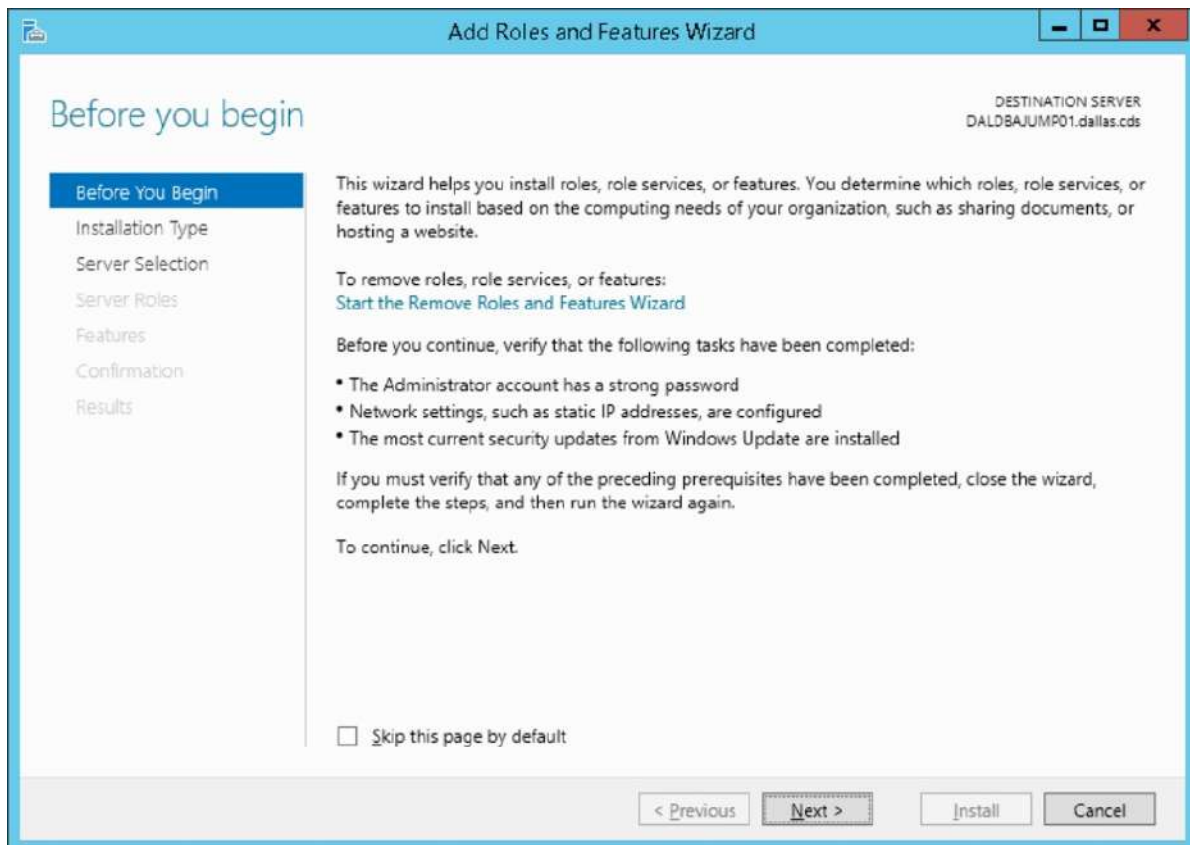 Add Roles and Features Wizard
Before you begin
DESTINATION SERVER
DALDBAJUMP01.dallas.cds
Before You Begin
Installation Type
Server Selection
Server Roles
Features
Confirmation
Results
This wizard helps you install roles, role services, or features. You determine which roles, role services, or
features to install based on the computing needs of your organization, such as sharing documents, or
hosting a website.
To remove roles, role services, or features:
Start the Remove Roles and Features Wizard
Before you continue, verify that the following tasks have been completed:
• The Administrator account has a strong password
• Network settings, such as static IP addresses, are configured
• The most current security updates from Windows Update are installed
If you must verify that any of the preceding prerequisites have been completed, close the wizard,
complete the steps, and then run the wizard again.
To continue, click Next.
Skip this page by default
< Previous
Next >
Install
Cancel